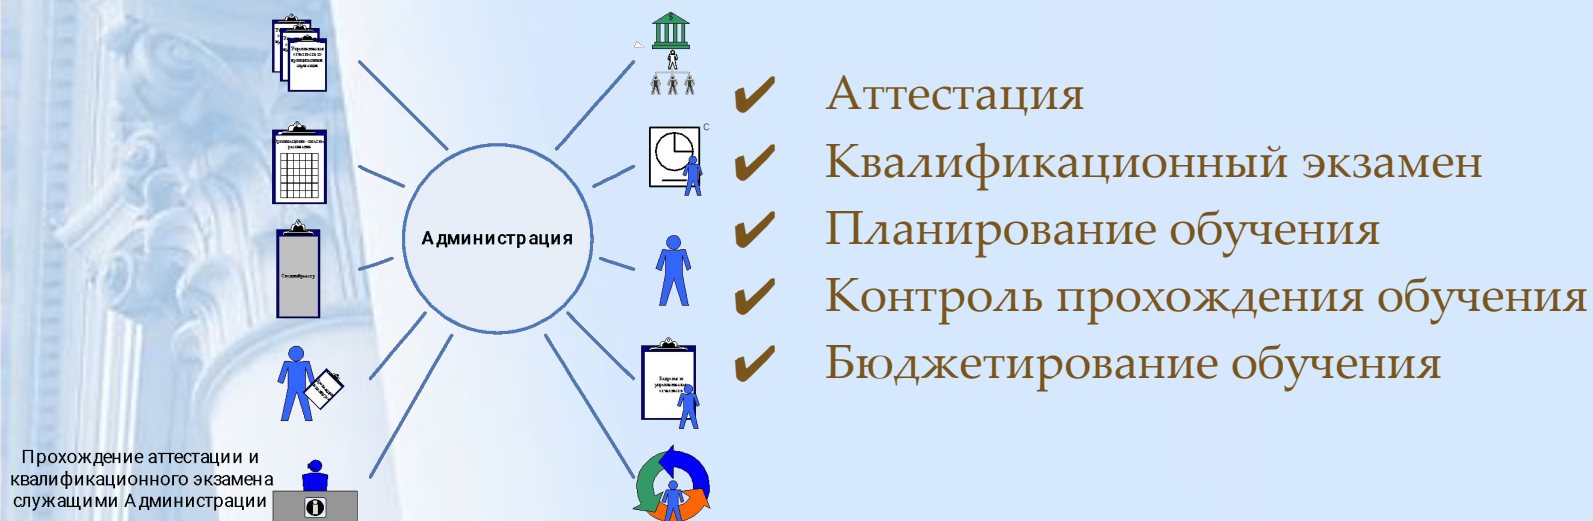 Администрация
Прохождение аттестации и
квалификационного экзамена
служащими Администрации
С
Аттестация
Квалификационный экзамен
Планирование обучения
Контроль прохождения обучения
Бюджетирование обучения